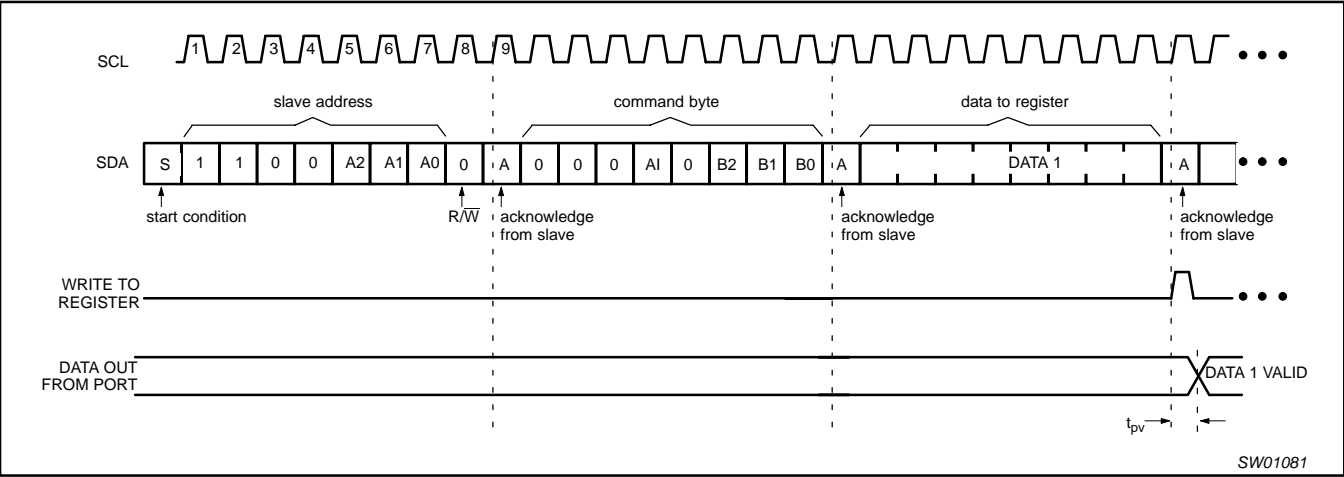 SCL 1 2 3 4 5 6 7 8 9
slave address command byte data to register
SDA S 1 1 0 0 A2 A1 A0 0 A 0 0 0 AI 0 B2 B1 B0 A DATA 1 A
start condition R/W̅ acknowledge from slave acknowledge from slave acknowledge from slave
WRITE TO
REGISTER
DATA OUT
FROM PORT
DATA 1 VALID
tpv
SW01081